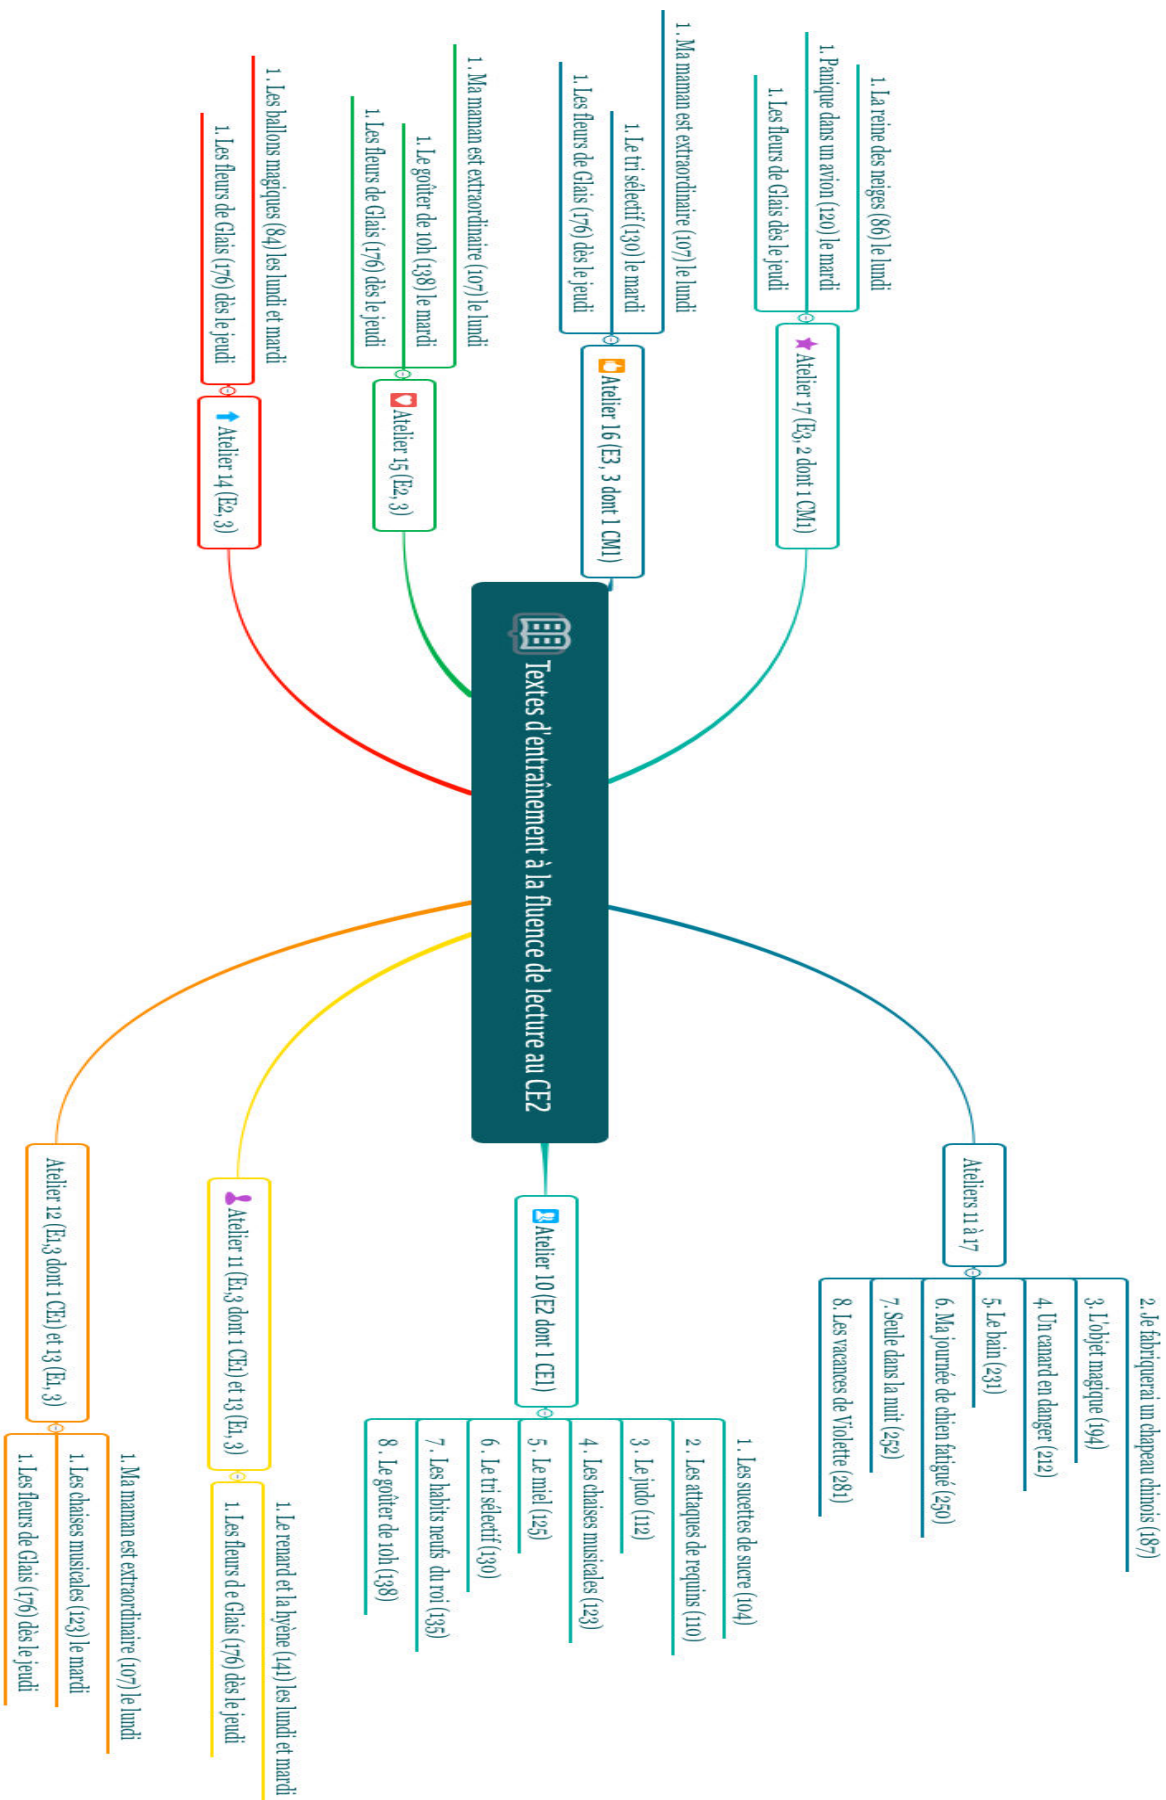 Textes d'entraînement à la fluence de lecture au CE2
Ateliers 11 à 17
2. Je fabriquerai un chapeau chinois (187)
3. L'objet magique (194)
4. Un canard en danger (212)
5. Le bain (231)
6. Ma journée de chien fatigué (250)
7. Seule dans la nuit (252)
8. Les vacances de Violette (281)
Atelier 10 (E2 dont 1 CE1)
1 . Les sucettes de sucre (104)
2 . Les attaques de requins (110)
3 . Le judo (112)
4 . Les chaises musicales (123)
5 . Le miel (125)
6 . Le tri sélectif (130)
7 . Les habits neufs du roi (135)
8 . Le goûter de 10h (138)
Atelier 11 (E1,3 dont 1 CE1) et 13 (E1, 3)
1. Le renard et la hyène (141) les lundi et mardi
1. Les fleurs d e Glais (176) dès le jeudi
Atelier 12 (E1,3 dont 1 CE1) et 13 (E1, 3)
1. Ma maman est extraordinaire (107) le lundi
1. Les chaises musicales (123) le mardi
1. Les fleurs de Glais (176) dès le jeudi
Atelier 17 (E3, 2 dont 1 CM1)
1. La reine des neiges (86) le lundi
1. Panique dans un avion (120) le mardi
1. Les fleurs de Glais dès le jeudi
Atelier 16 (E3, 3 dont 1 CM1)
1 . Ma maman est extraordinaire (107) le lundi
1. Le tri sélectif (130) le mardi
1. Les fleurs de Glais (176) dès le jeudi
Atelier 15 (E2, 3)
1 . Ma maman est extraordinaire (107) le lundi
1. Le goûter de 10h (138) le mardi
1. Les fleurs de Glais (176) dès le jeudi
Atelier 14 (E2, 3)
1 . Les ballons magiques (84) les lundi et mardi
1. Les fleurs de Glais (176) dès le jeudi